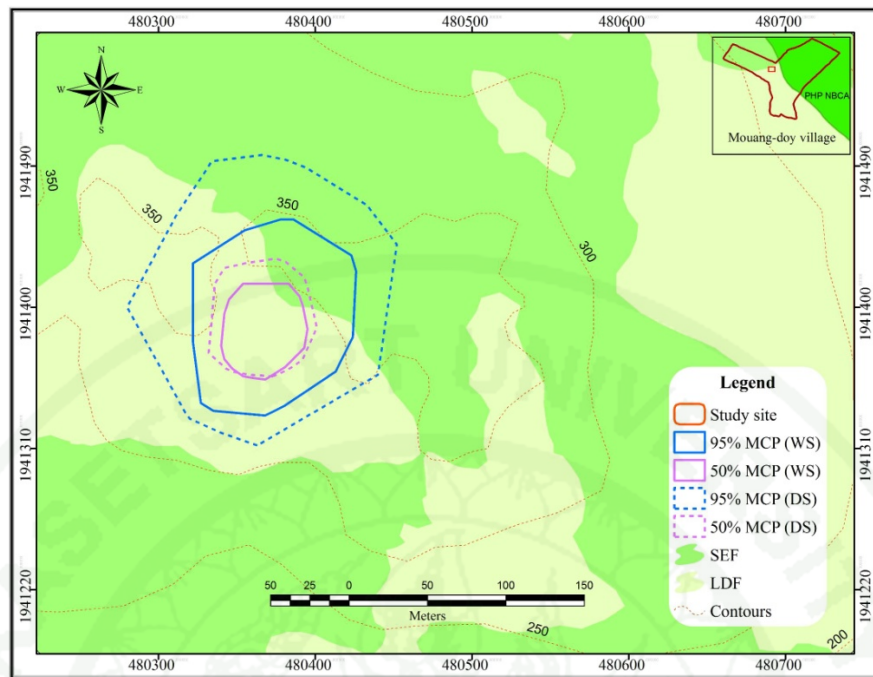 480300 480400 480500 480600 480700
N
W E
S
PHP NBCA
Mouang-doy village
1941490 1941490
350
350
350
300
1941400 1941400
KASETSART UNIVERSITY
Legend
Study site
95% MCP (WS)
50% MCP (WS)
95% MCP (DS)
50% MCP (DS)
SEF
LDF
Contours
1941310 1941310
1941220 1941220
50 25 0 50 100 150
Meters
250
200
480300 480400 480500 480600 480700